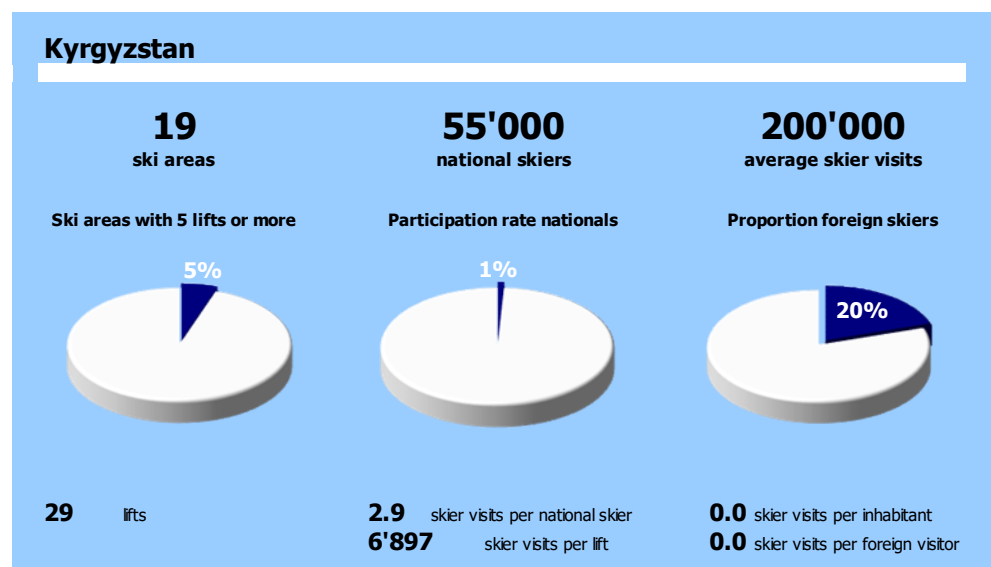 Kyrgyzstan
19 55'000 200'000
ski areas national skiers average skier visits
Ski areas with 5 lifts or more Participation rate nationals Proportion foreign skiers
5% 1% 20%
29 lifts 2.9 skier visits per national skier 0.0 skier visits per inhabitant
6'897 skier visits per lift 0.0 skier visits per foreign visitor